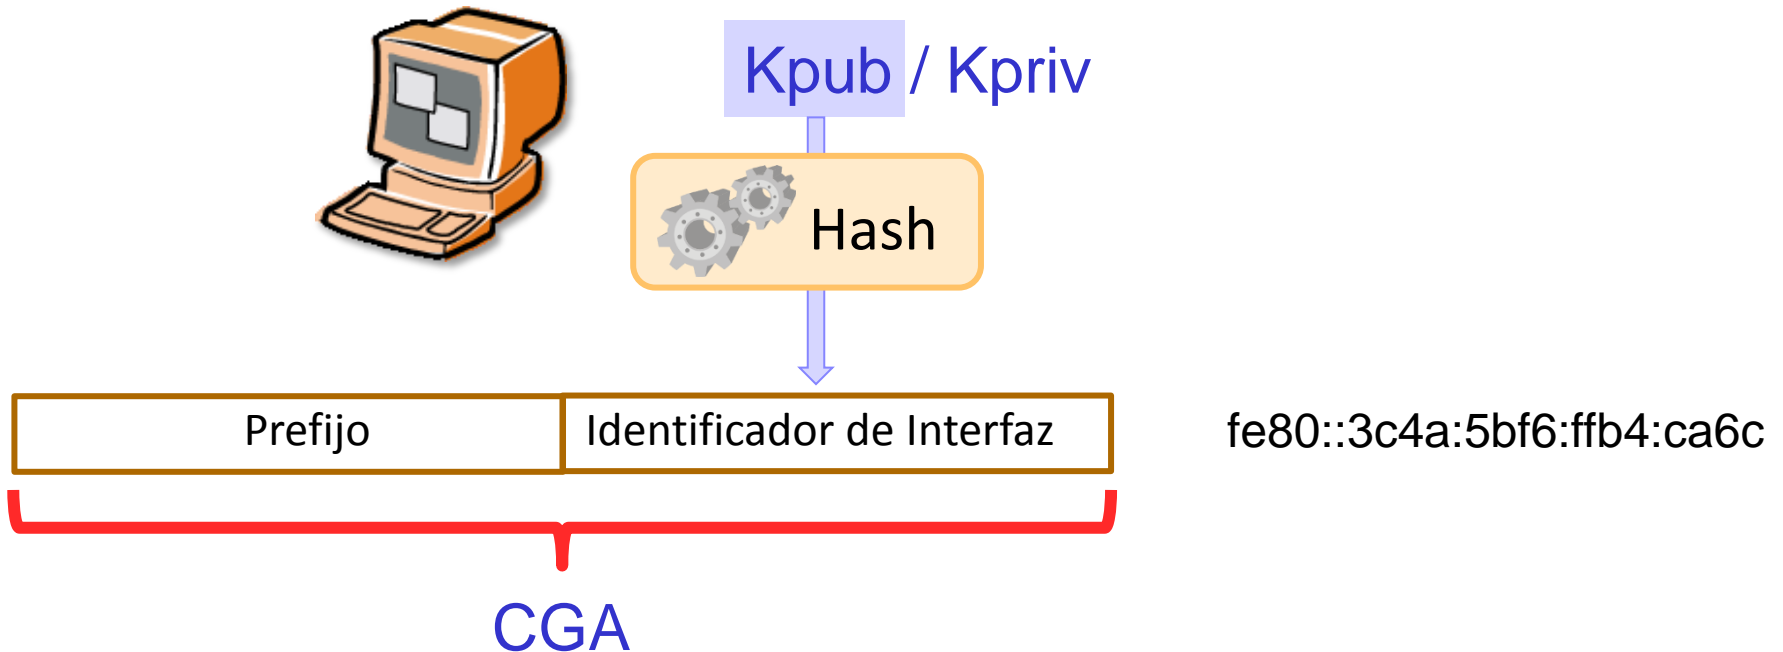 Kpub / Kpriv
Hash
Prefijo
Identificador de Interfaz
fe80::3c4a:5bf6:ffb4:ca6c
CGA